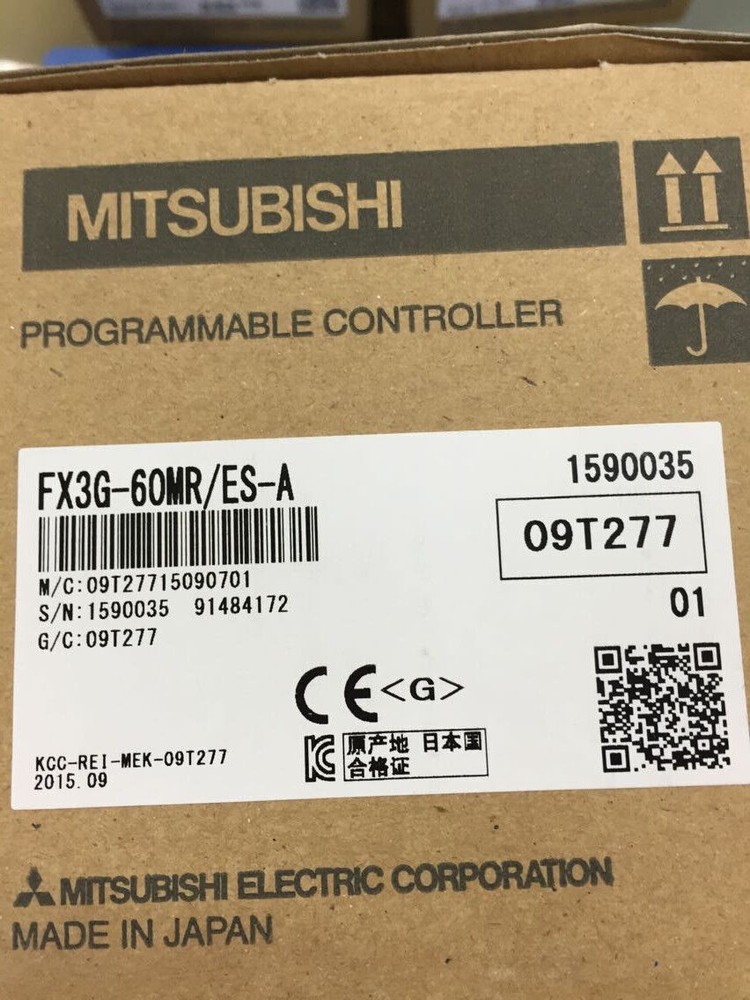 MITSUBISHI
PROGRAMMABLE CONTROLLER
FX3G-60MR/ES-A
1590035
09T277
M/C:09T27715090701
S/N:1590035 91484172
G/C:09T277
01
CE<G>
KCC-REI-MEK-09T277
2015.09
原产地 日本国
合格证
MITSUBISHI ELECTRIC CORPORATION
MADE IN JAPAN